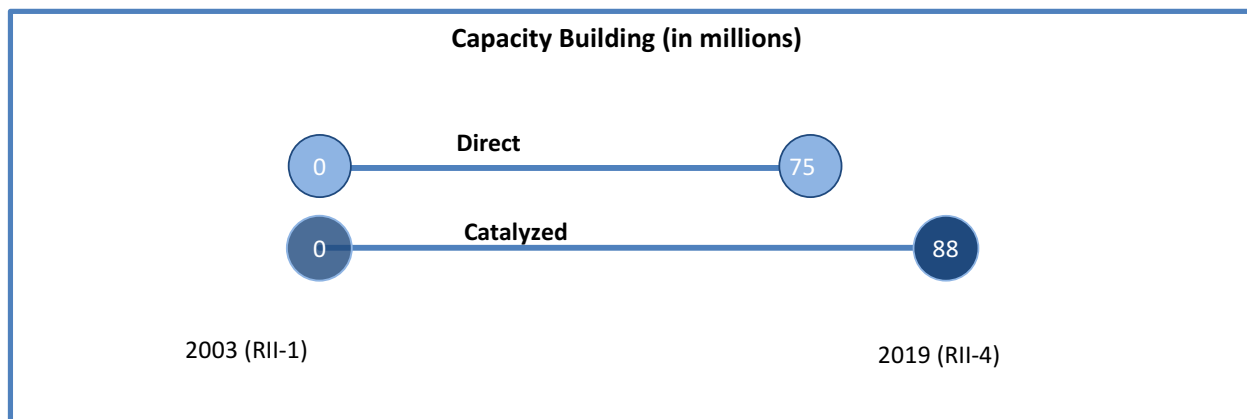 Capacity Building (in millions)
Direct
0 75
Catalyzed
0 88
2003 (RII-1)
2019 (RII-4)